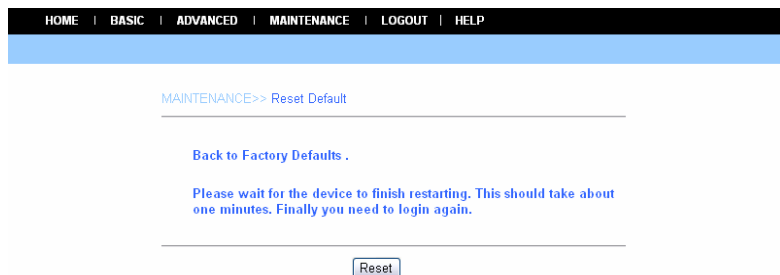 HOME | BASIC | ADVANCED | MAINTENANCE | LOGOUT | HELP
MAINTENANCE>> Reset Default
Back to Factory Defaults .
Please wait for the device to finish restarting. This should take about
one minutes. Finally you need to login again.
Reset